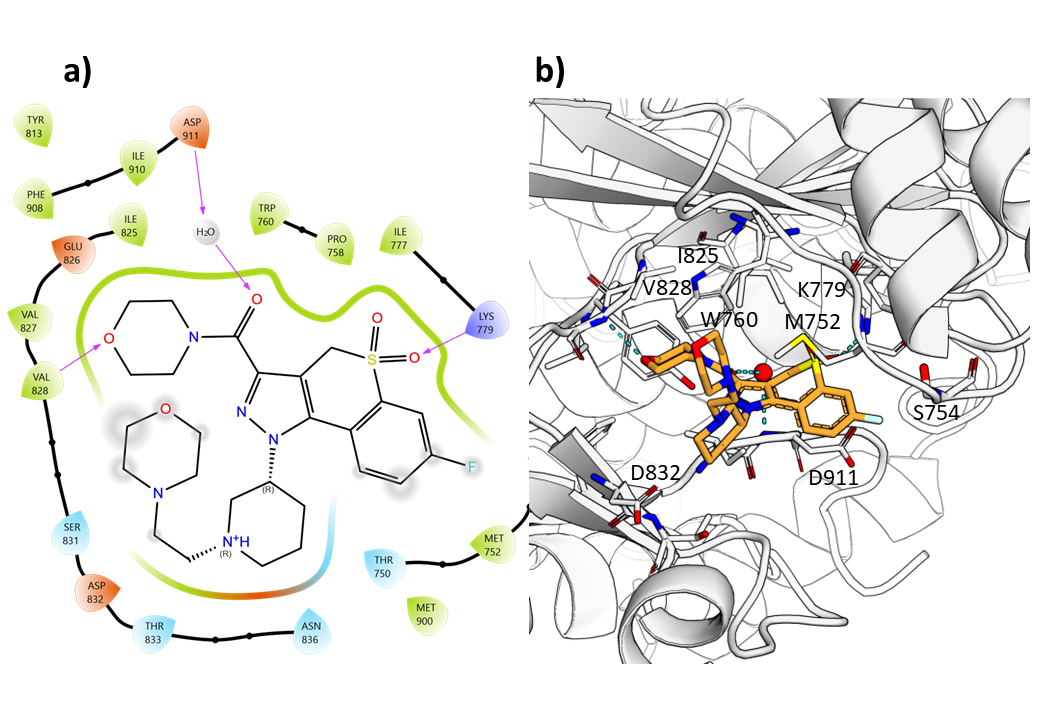 a)
b)
TYR
813
ASP
911
ILE
910
PHE
908
ILE
825
GLU
826
H₂O
TRP
760
PRO
758
ILE
777
LYS
779
VAL
827
VAL
828
O
N
O
O
S
O
N
N
(R)
F
O
N
N⁺H
(R)
SER
831
ASP
832
THR
833
ASN
836
THR
750
MET
752
MET
900
I825
V828
K779
W760
M752
S754
D832
D911